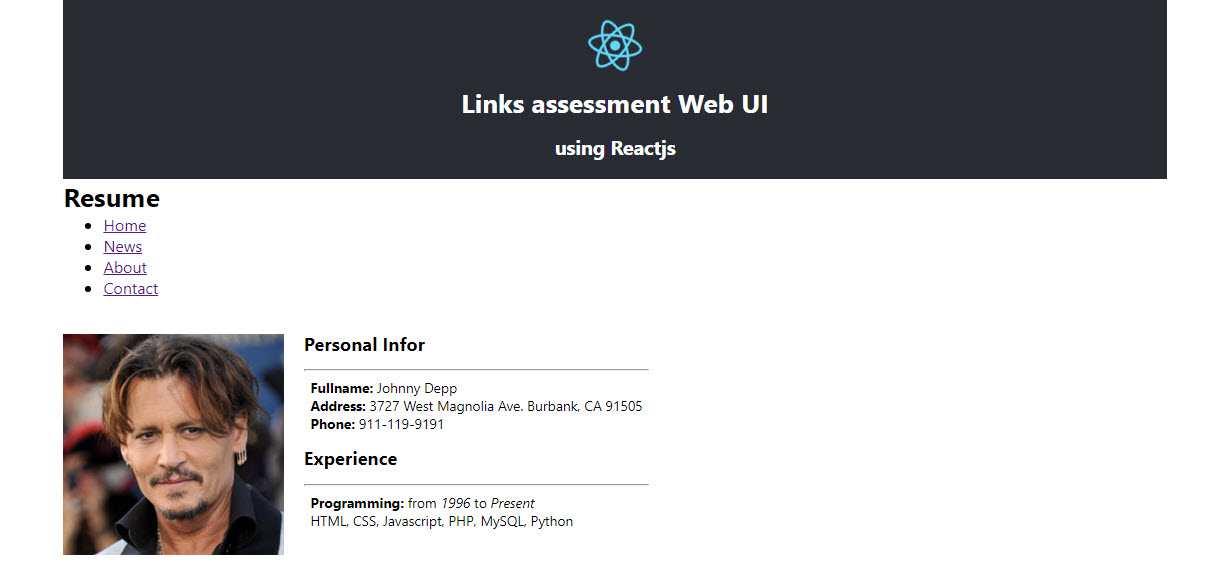 Links assessment Web UI
using Reactjs
Resume
Home
News
About
Contact
Personal Infor
Fullname: Johnny Depp
Address: 3727 West Magnolia Ave. Burbank, CA 91505
Phone: 911-119-9191
Experience
Programming: from 1996 to Present
HTML, CSS, Javascript, PHP, MySQL, Python